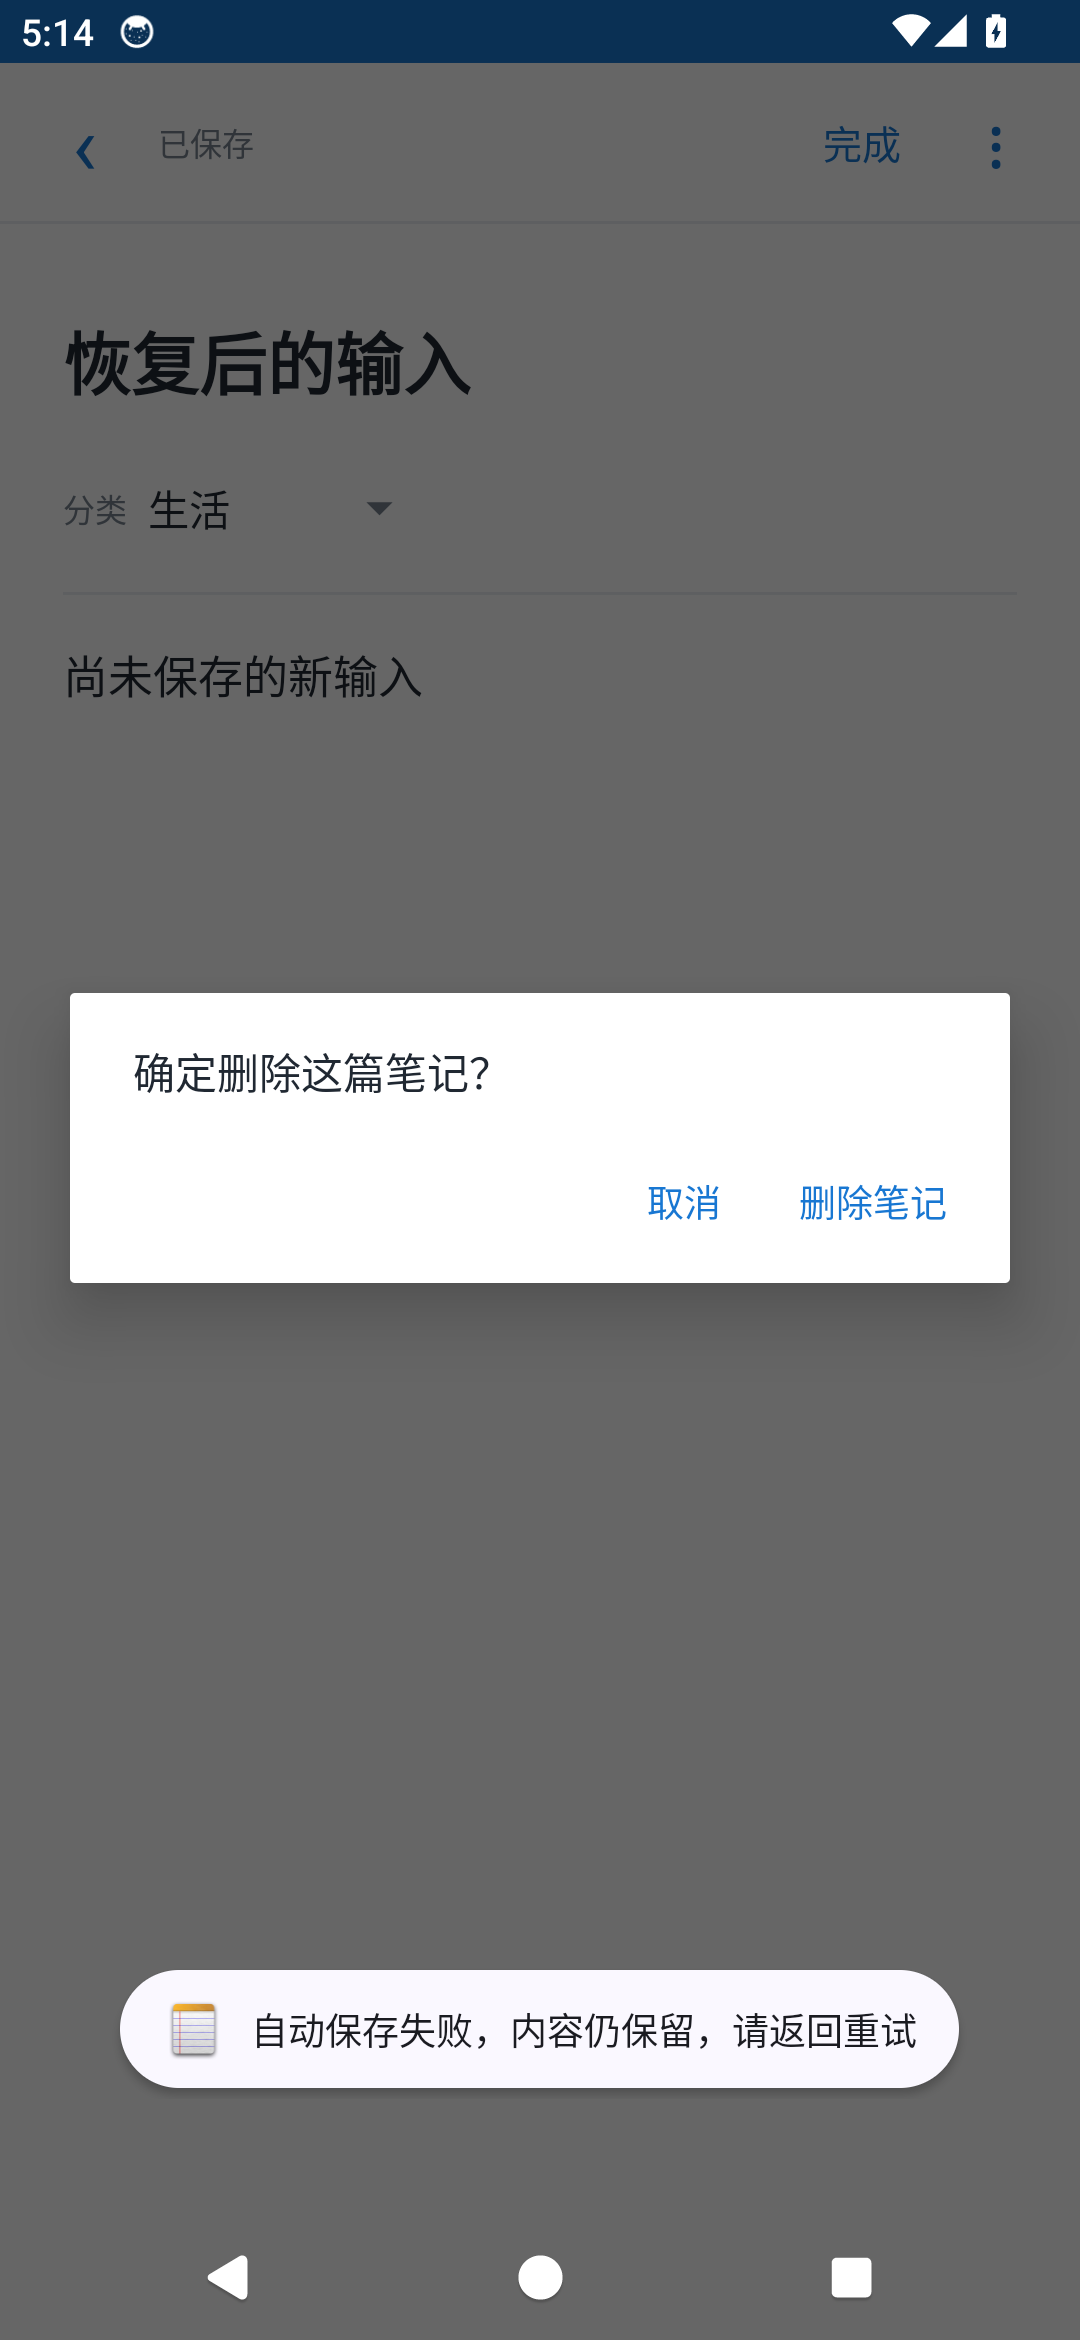 5:14
已保存
完成
恢复后的输入
分类 生活
尚未保存的新输入
确定删除这篇笔记?
取消 删除笔记
自动保存失败，内容仍保留，请返回重试